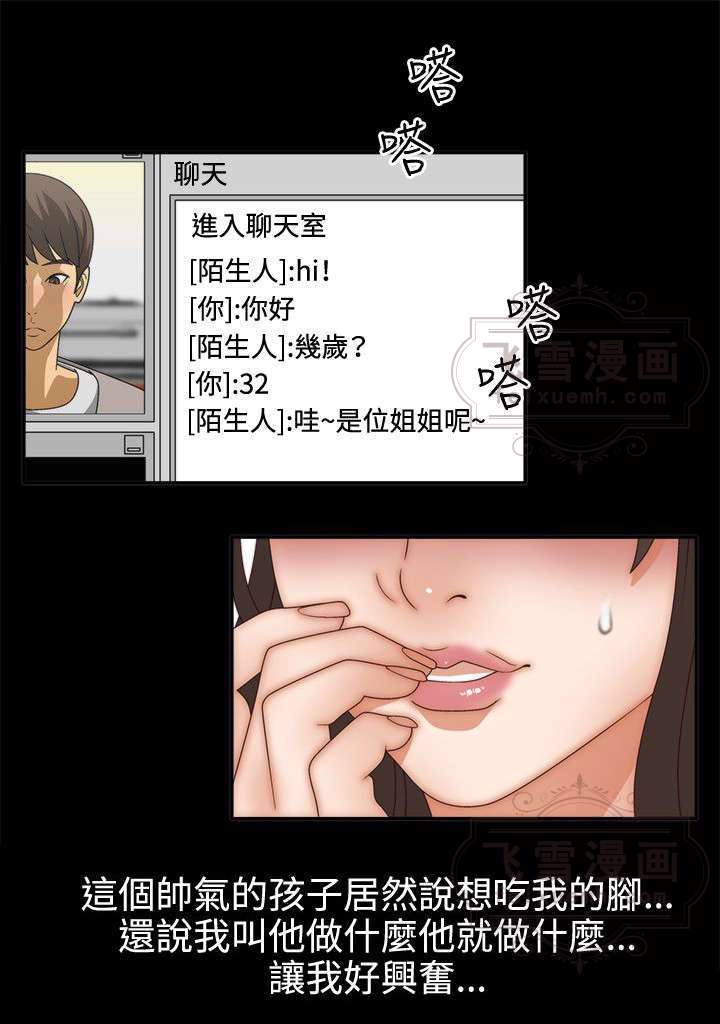 嗒
嗒
聊天
進入聊天室
[陌生人]:hi!
[你]:你好
[陌生人]:幾歲?
[你]:32
[陌生人]:哇~是位姐姐呢~
嗒
嗒
飞雪漫画
xuemh.com
飞雪漫画
這個帥氣的孩子居然說想吃我的腳...
還說我叫他做什麼他就做什麼...
讓我好興奮...